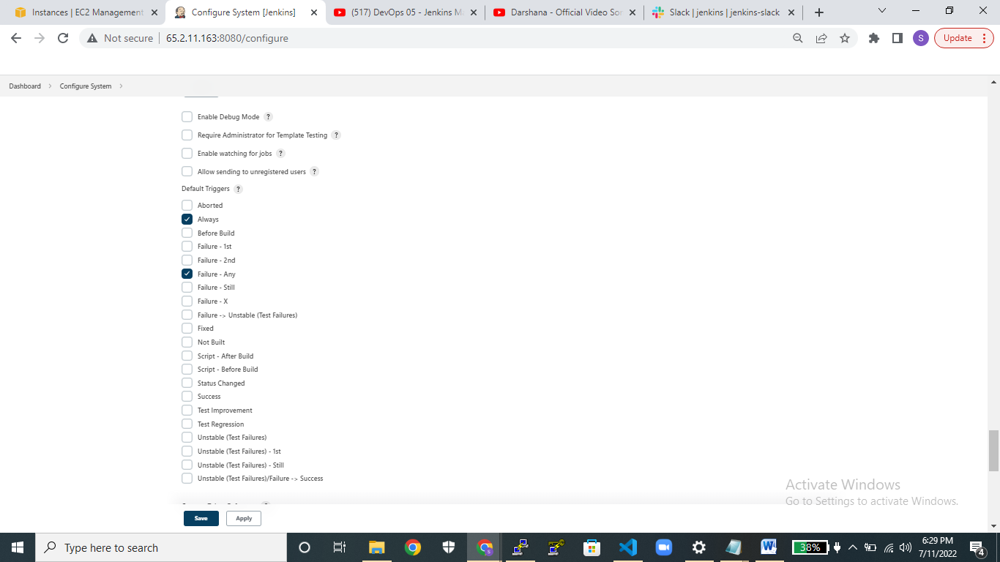 Instances | EC2 Management
Configure System [Jenkins]
(517) DevOps 05 - Jenkins Ma
Darshana - Official Video Son
Slack | jenkins | jenkins-slack
Not secure
65.2.11.163:8080/configure
S
Update
Dashboard
Configure System
Enable Debug Mode ?
Require Administrator for Template Testing ?
Enable watching for jobs ?
Allow sending to unregistered users ?
Default Triggers ?
Aborted
Always
Before Build
Failure - 1st
Failure - 2nd
Failure - Any
Failure - Still
Failure - X
Failure -> Unstable (Test Failures)
Fixed
Not Built
Script - After Build
Script - Before Build
Status Changed
Success
Test Improvement
Test Regression
Unstable (Test Failures)
Unstable (Test Failures) - 1st
Unstable (Test Failures) - Still
Unstable (Test Failures)/Failure -> Success
Activate Windows
Go to Settings to activate Windows.
Save
Apply
Type here to search
38%
6:29 PM
7/11/2022
4